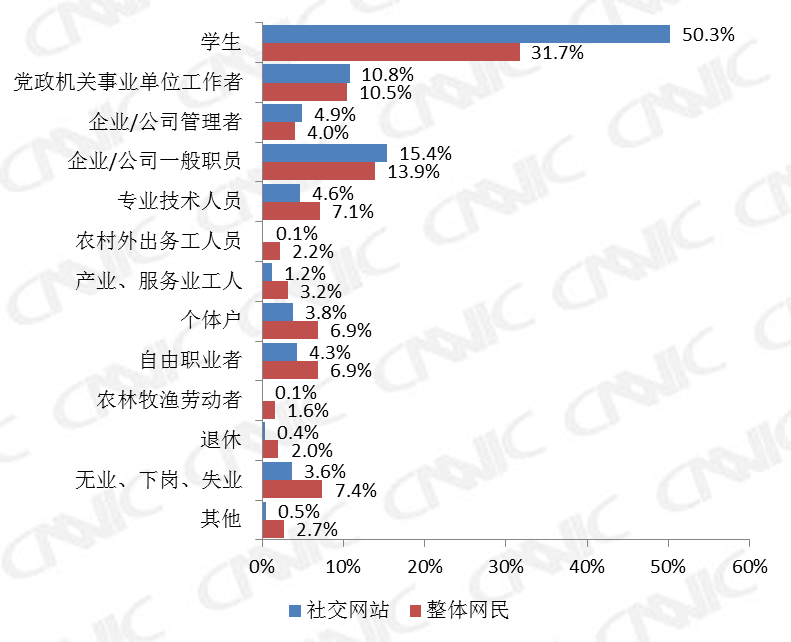 学生
50.3%
31.7%
党政机关事业单位工作者
10.8%
10.5%
企业/公司管理者
4.9%
4.0%
企业/公司一般职员
15.4%
13.9%
专业技术人员
4.6%
7.1%
农村外出务工人员
0.1%
2.2%
产业、服务业工人
1.2%
3.2%
个体户
3.8%
6.9%
自由职业者
4.3%
6.9%
农林牧渔劳动者
0.1%
1.6%
退休
0.4%
2.0%
无业、下岗、失业
3.6%
7.4%
其他
0.5%
2.7%
0% 10% 20% 30% 40% 50% 60%
社交网站 整体网民
CNNIC